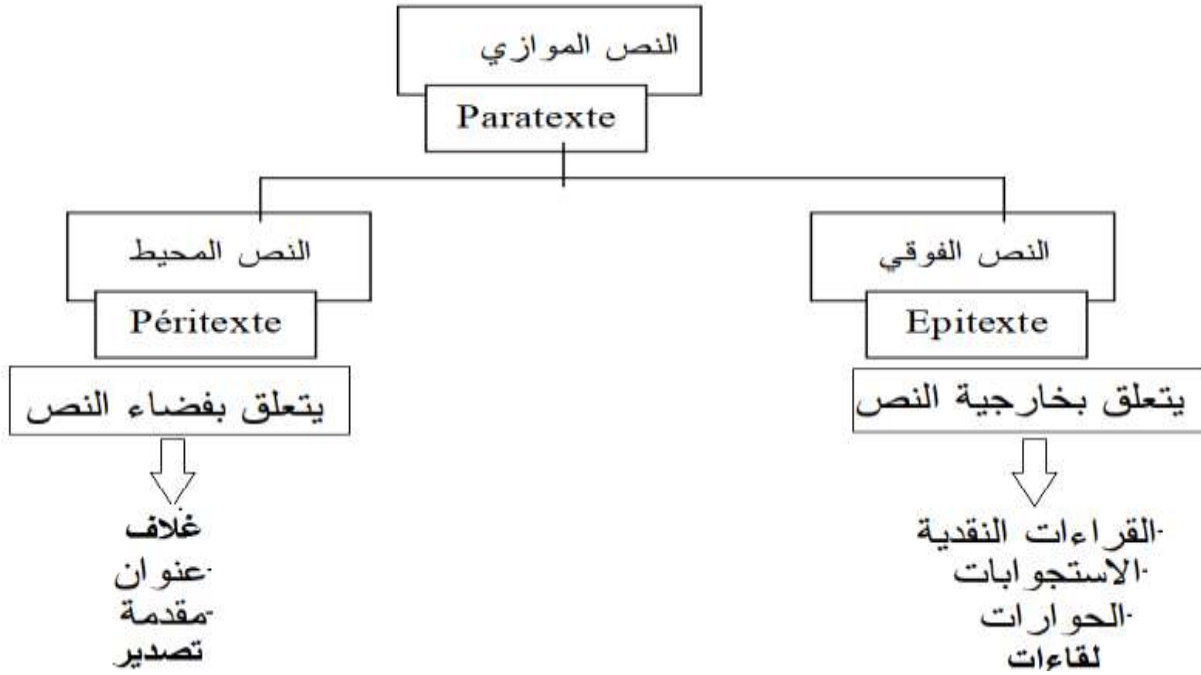 النص الموازي
Paratexte
النص الفوقي
Epitexte
يتعلق بخارجية النص
-القراءات النقدية
-الاستجوابات
-الحوارات
لقاءات
النص المحيط
Péritexte
يتعلق بفضاء النص
غلاف
-عنوان
-مقدمة
تصدير